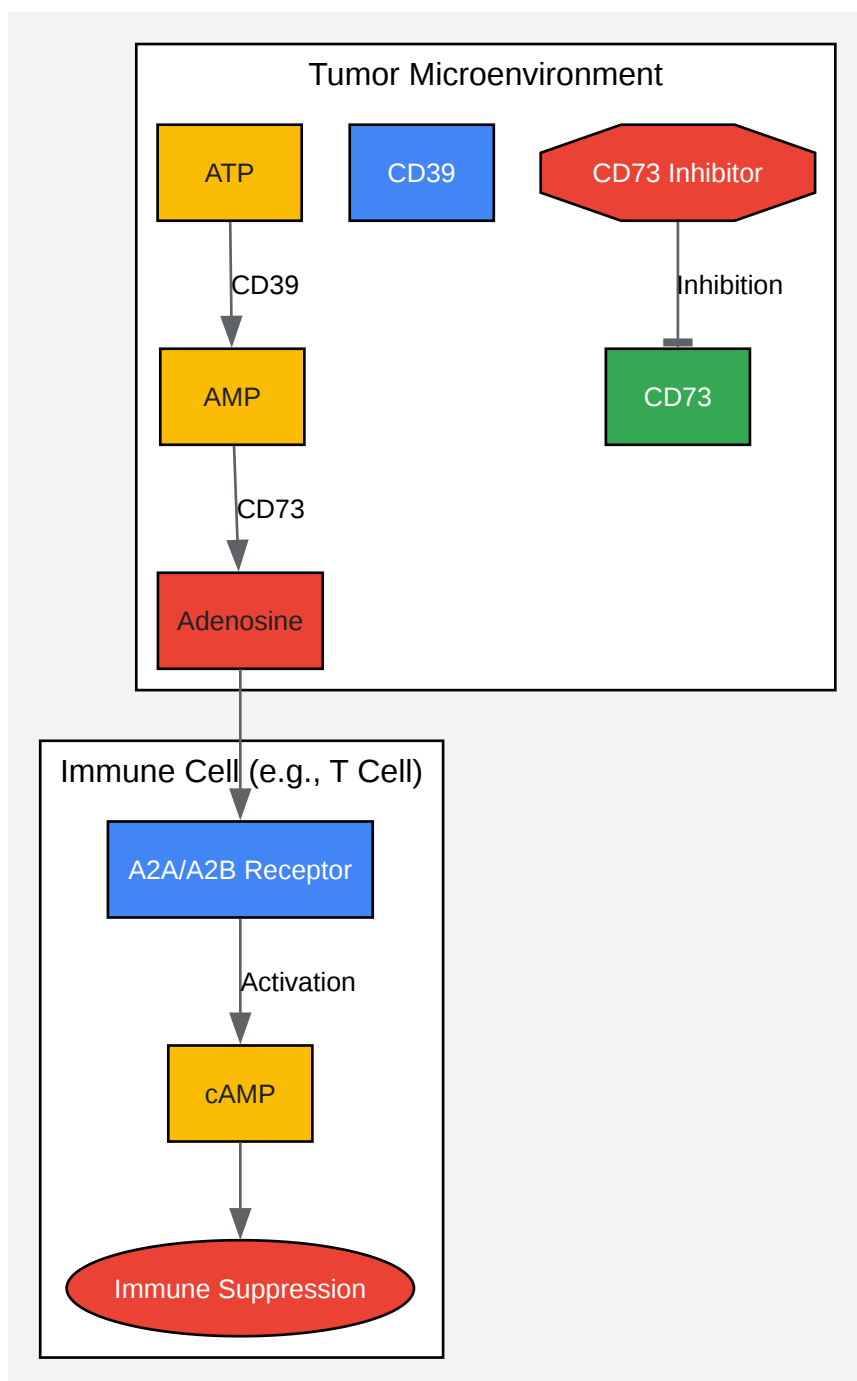 Tumor Microenvironment
ATP
CD39
CD73 Inhibitor
CD39
Inhibition
AMP
CD73
CD73
Adenosine
Immune Cell (e.g., T Cell)
A2A/A2B Receptor
Activation
cAMP
Immune Suppression